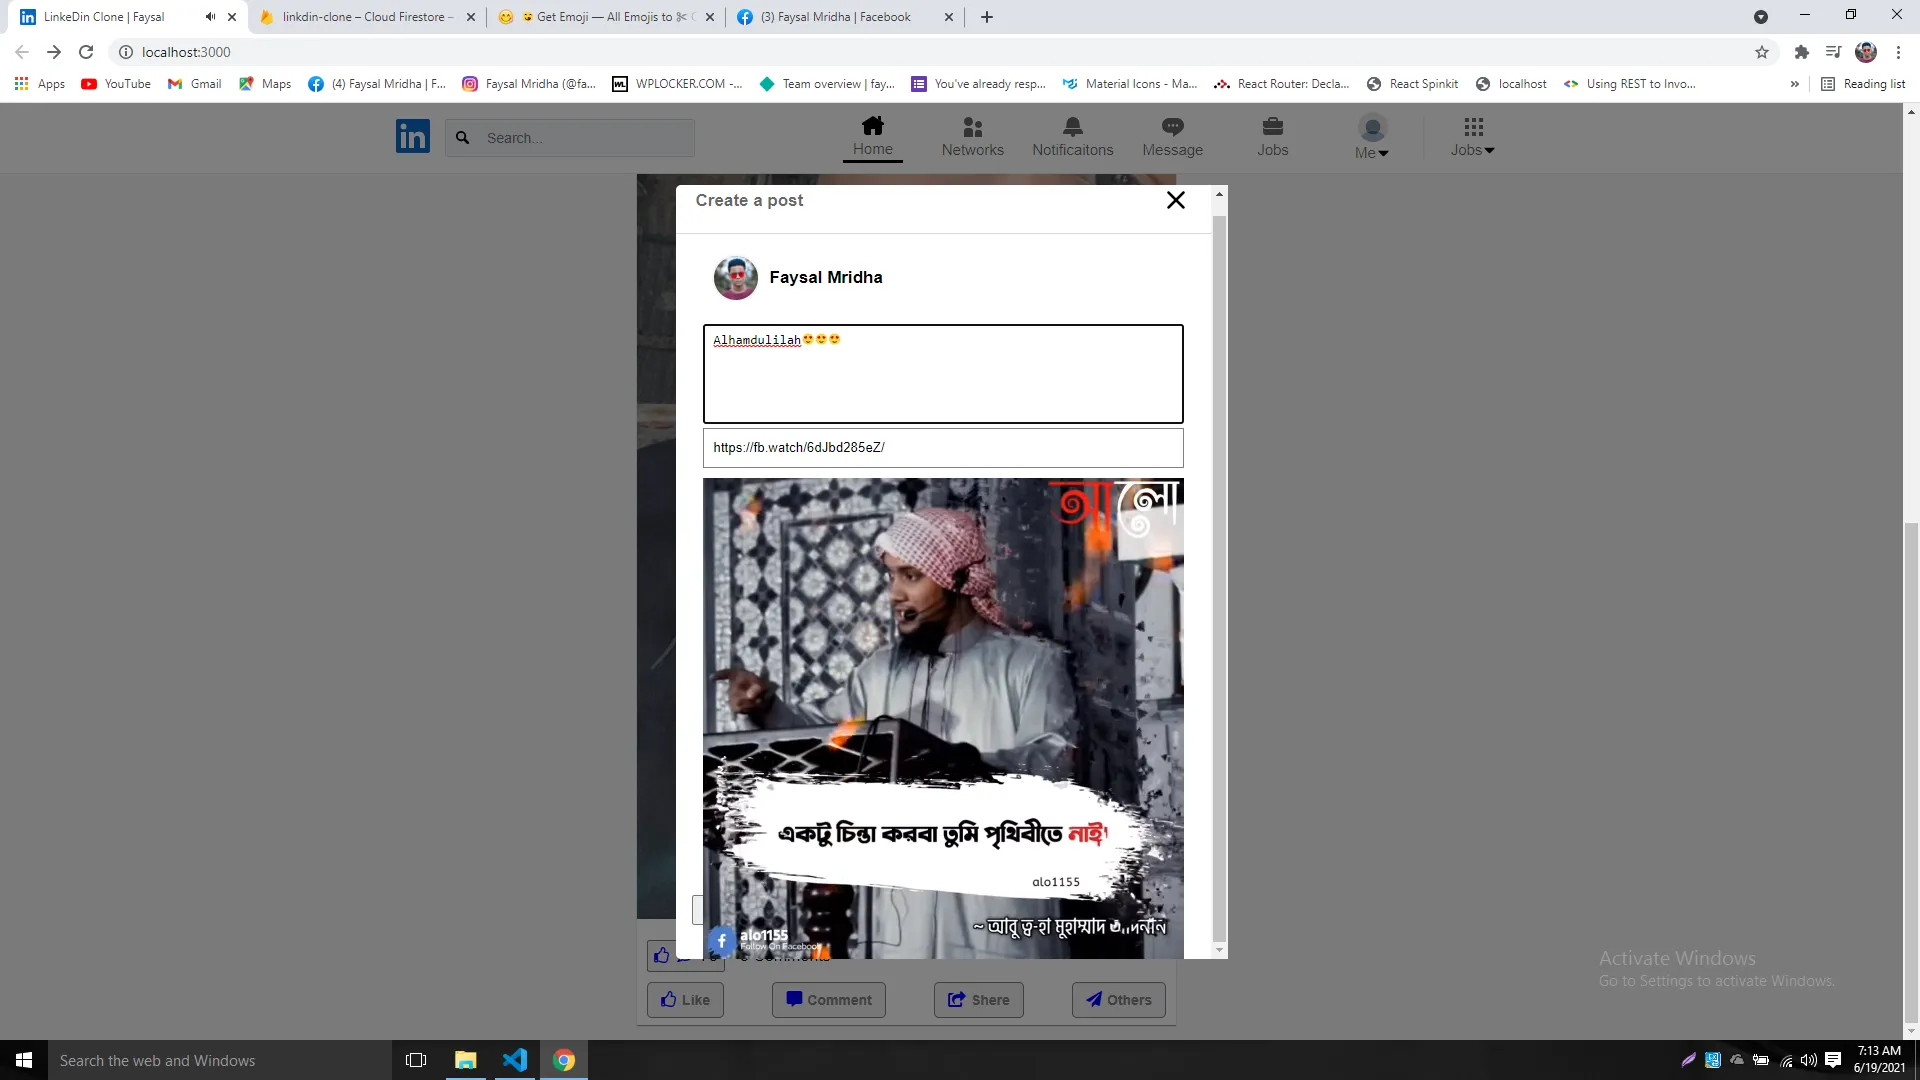 LinkeDin Clone | Faysal
linkdin-clone – Cloud Firestore –
Get Emoji — All Emojis to ✂
(3) Faysal Mridha | Facebook
localhost:3000
Apps
YouTube
Gmail
Maps
(4) Faysal Mridha | F...
Faysal Mridha (@fa...
WPLOCKER.COM -...
Team overview | fay...
You've already resp...
Material Icons - Ma...
React Router: Decla...
React Spinkit
localhost
Using REST to Invo...
»
Reading list
in
Search...
Home
Networks
Notificaitons
Message
Jobs
Me
Jobs
Create a post
Faysal Mridha
Alhamdulilah😍😍😍
https://fb.watch/6dJbd285eZ/
আলো
একটু চিন্তা করবা তুমি পৃথিবীতে নাই!
alo1155
~ আবু ত্ব-হা মুহাম্মাদ
alo1155
Follow On Facebook
Comments
Like
Comment
Share
Others
Activate Windows
Go to Settings to activate Windows.
Search the web and Windows
7:13 AM
6/19/2021